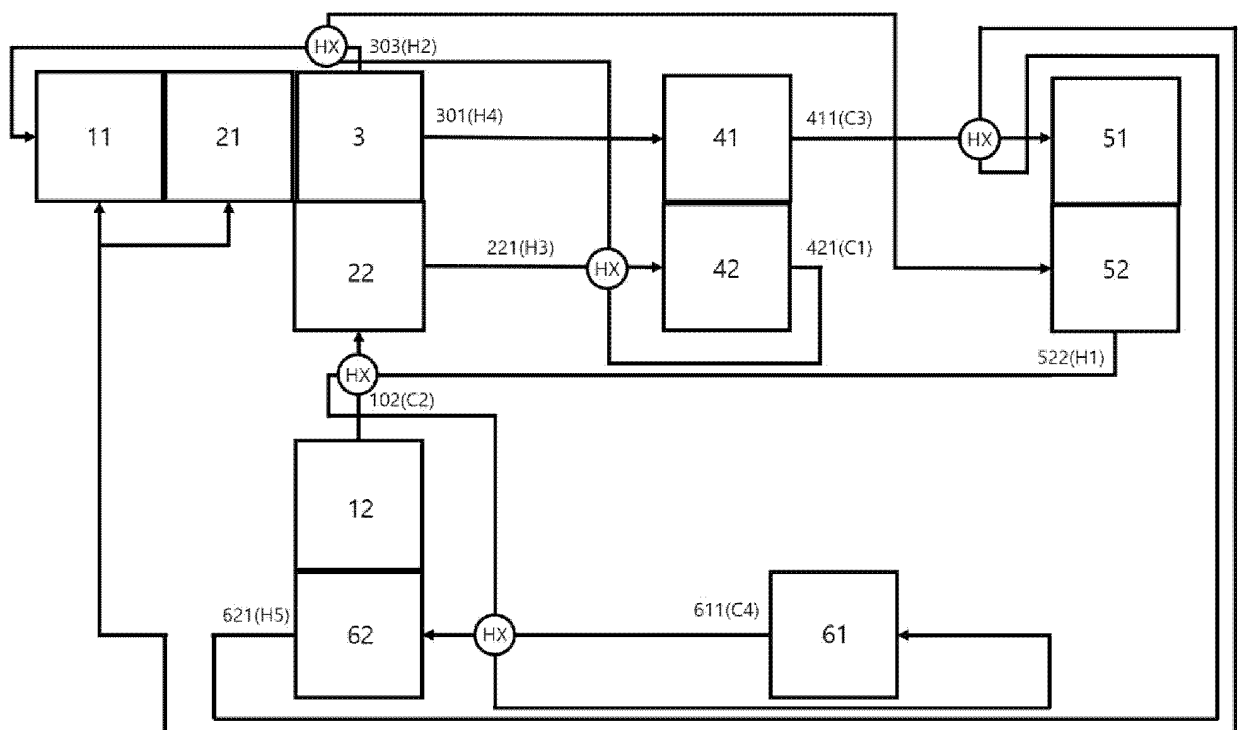 HX
303(H2)
11
21
3
301(H4)
41
411(C3)
HX
51
22
221(H3)
HX
42
421(C1)
52
HX
522(H1)
102(C2)
12
621(H5)
62
HX
611(C4)
61